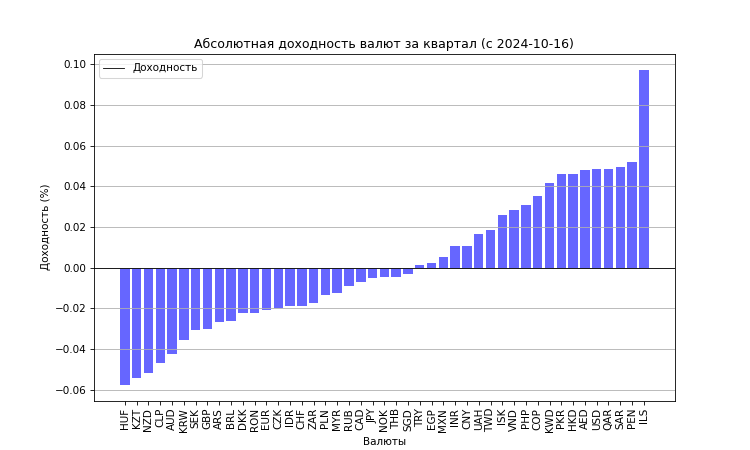 Абсолютная доходность валют за квартал (с 2024-10-16)
Доходность
0.10
0.08
0.06
0.04
0.02
0.00
−0.02
−0.04
−0.06
Доходность (%)
HUF
KZT
NZD
CLP
AUD
KRW
SEK
GBP
ARS
BRL
DKK
RON
EUR
CZK
IDR
CHF
ZAR
PLN
MYR
RUB
CAD
JPY
NOK
THB
SGD
TRY
EGP
MXN
INR
CNY
UAH
TWD
ISK
VND
PHP
COP
KWD
PKR
HKD
AED
USD
QAR
SAR
PEN
ILS
Валюты